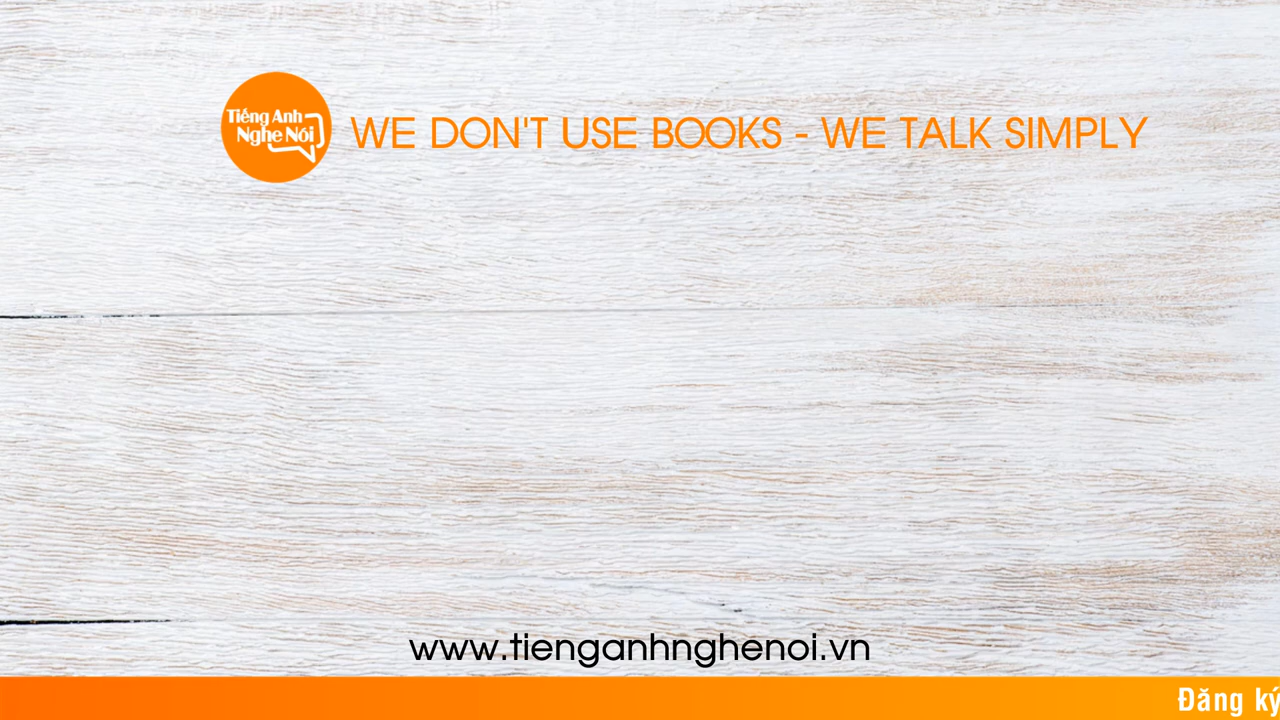 Tiếng Anh
Nghe Nói
WE DON'T USE BOOKS - WE TALK SIMPLY
www.tienganhnghenoi.vn
Đăng ký